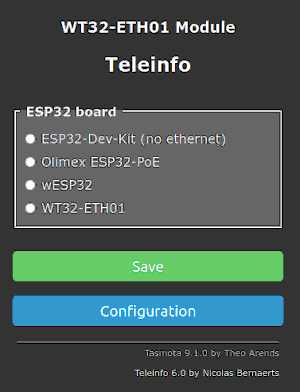 WT32-ETH01 Module
Teleinfo
ESP32 board
ESP32-Dev-Kit (no ethernet)
Olimex ESP32-PoE
wESP32
WT32-ETH01
Save
Configuration
Tasmota 9.1.0 by Theo Arends
Teleinfo 6.0 by Nicolas Bernaerts